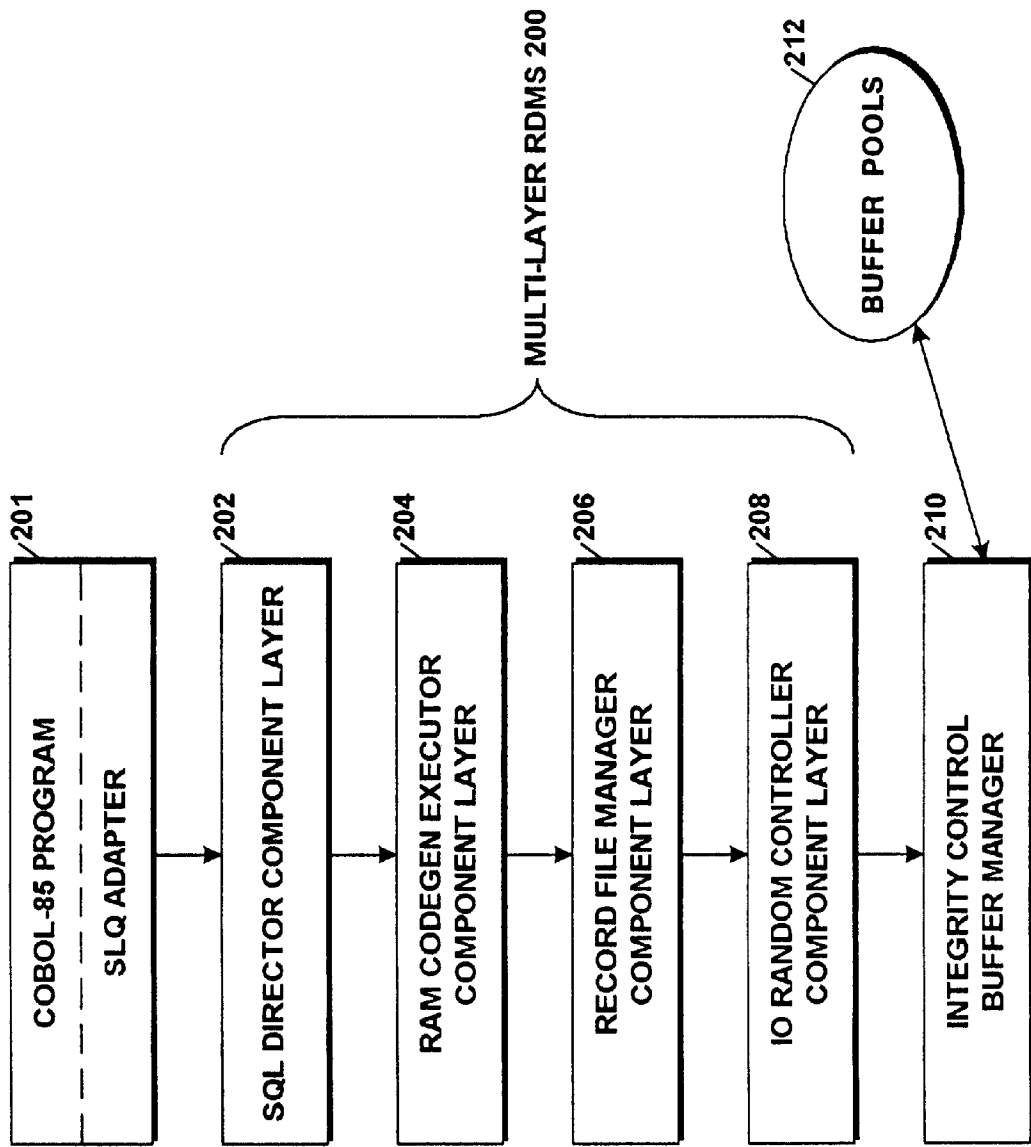 201
COBOL-85 PROGRAM
SLQ ADAPTER
202
SQL DIRECTOR COMPONENT LAYER
204
RAM CODEGEN EXECUTOR
COMPONENT LAYER
206
RECORD FILE MANAGER
COMPONENT LAYER
208
IO RANDOM CONTROLLER
COMPONENT LAYER
210
INTEGRITY CONTROL
BUFFER MANAGER
MULTI-LAYER RDMS 200
212
BUFFER POOLS